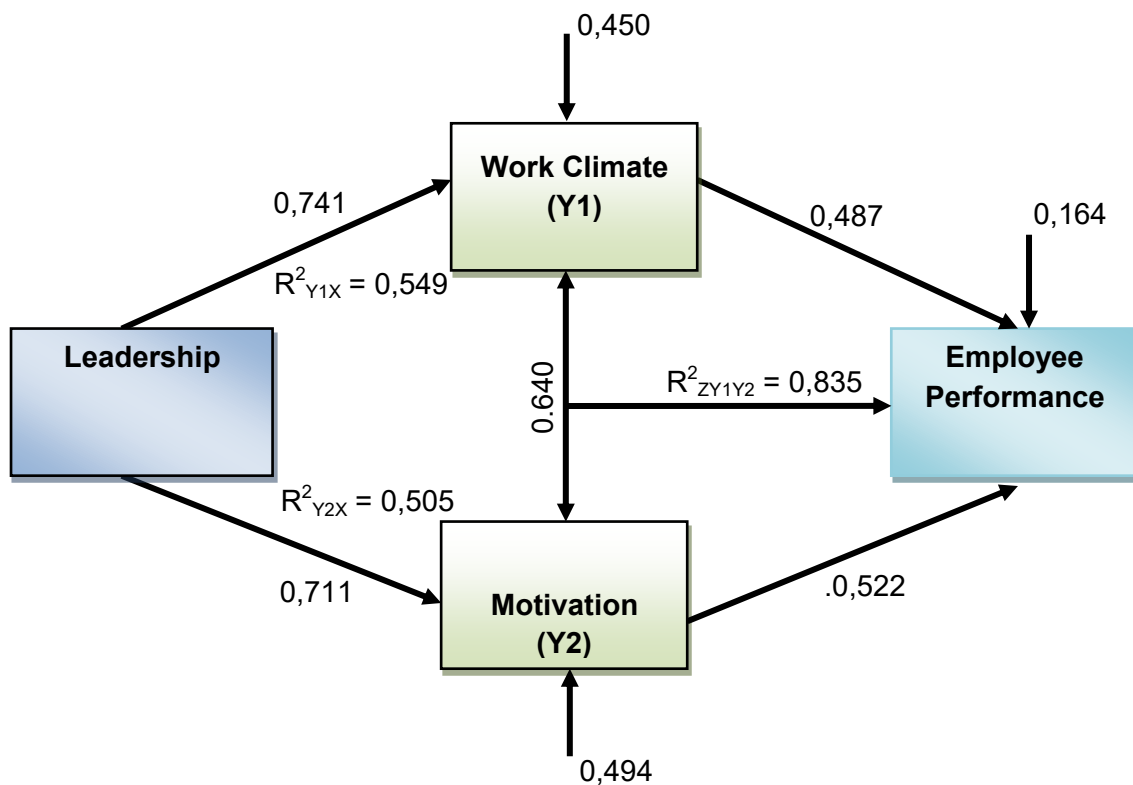 0,450
Work Climate
(Y1)
0,741
0,487
0,164
R²Y1X = 0,549
Leadership
Employee
Performance
0.640
R²ZY1Y2 = 0,835
R²Y2X = 0,505
0,711
Motivation
(Y2)
.0,522
0,494